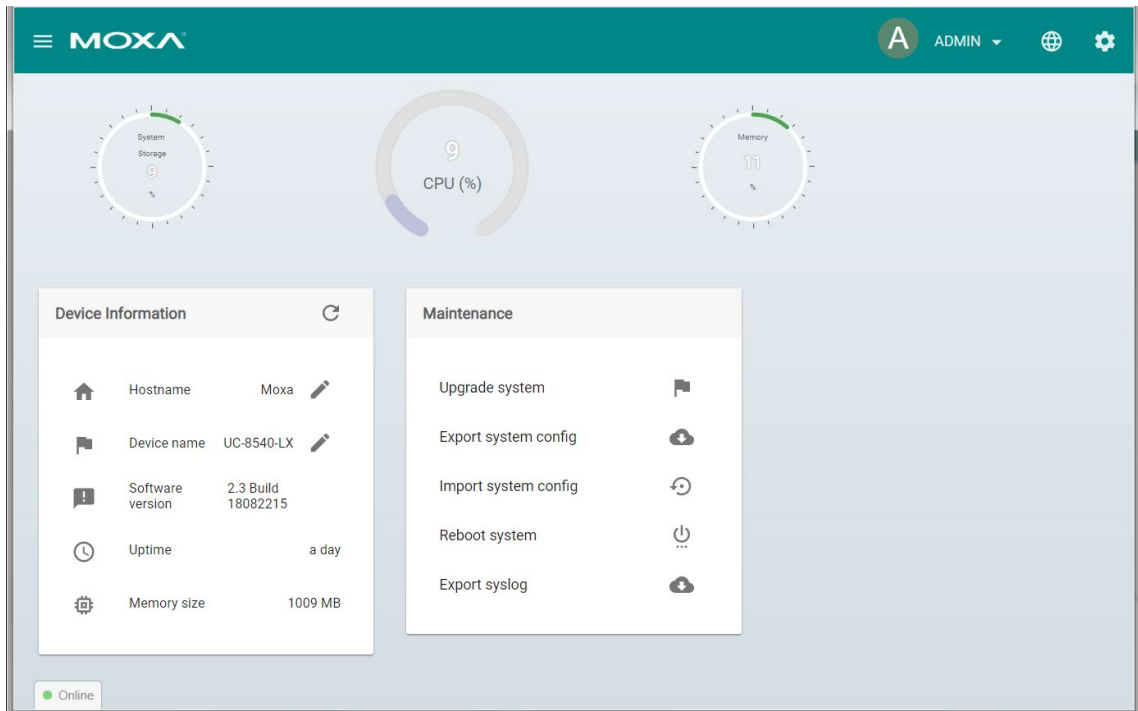 MOXA
A ADMIN
System
Storage
9
%
9
CPU (%)
Memory
11
%
Device Information
Hostname Moxa
Device name UC-8540-LX
Software version 2.3 Build 18082215
Uptime a day
Memory size 1009 MB
Maintenance
Upgrade system
Export system config
Import system config
Reboot system
Export syslog
Online